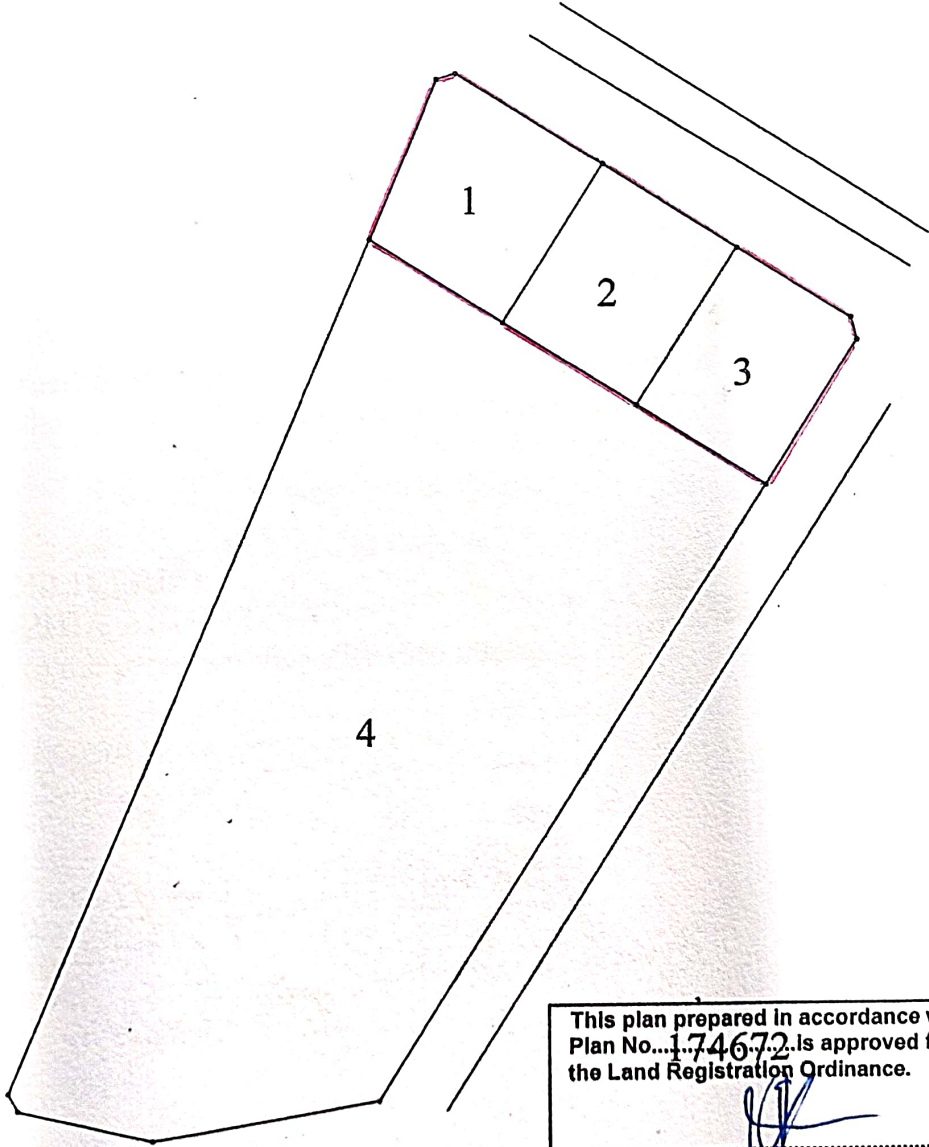 1
2
3
4
This plan prepared in accordance
Plan No....174672..is approved
the Land Registration Ordinance.